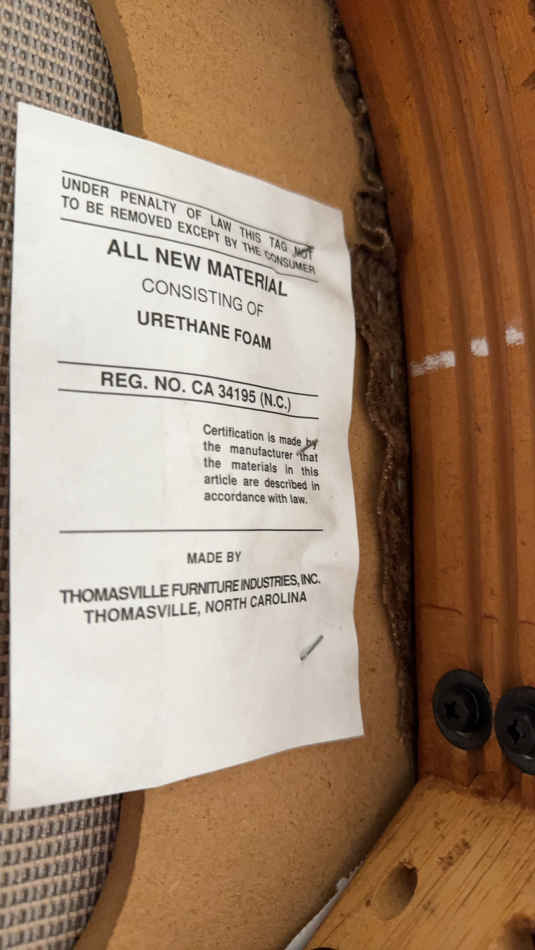 UNDER PENALTY OF LAW THIS TAG NOT
TO BE REMOVED EXCEPT BY THE CONSUMER
ALL NEW MATERIAL
CONSISTING OF
URETHANE FOAM
REG. NO. CA 34195 (N.C.)
Certification is made by
the manufacturer that
the materials in this
article are described in
accordance with law.
MADE BY
THOMASVILLE FURNITURE INDUSTRIES, INC.
THOMASVILLE, NORTH CAROLINA